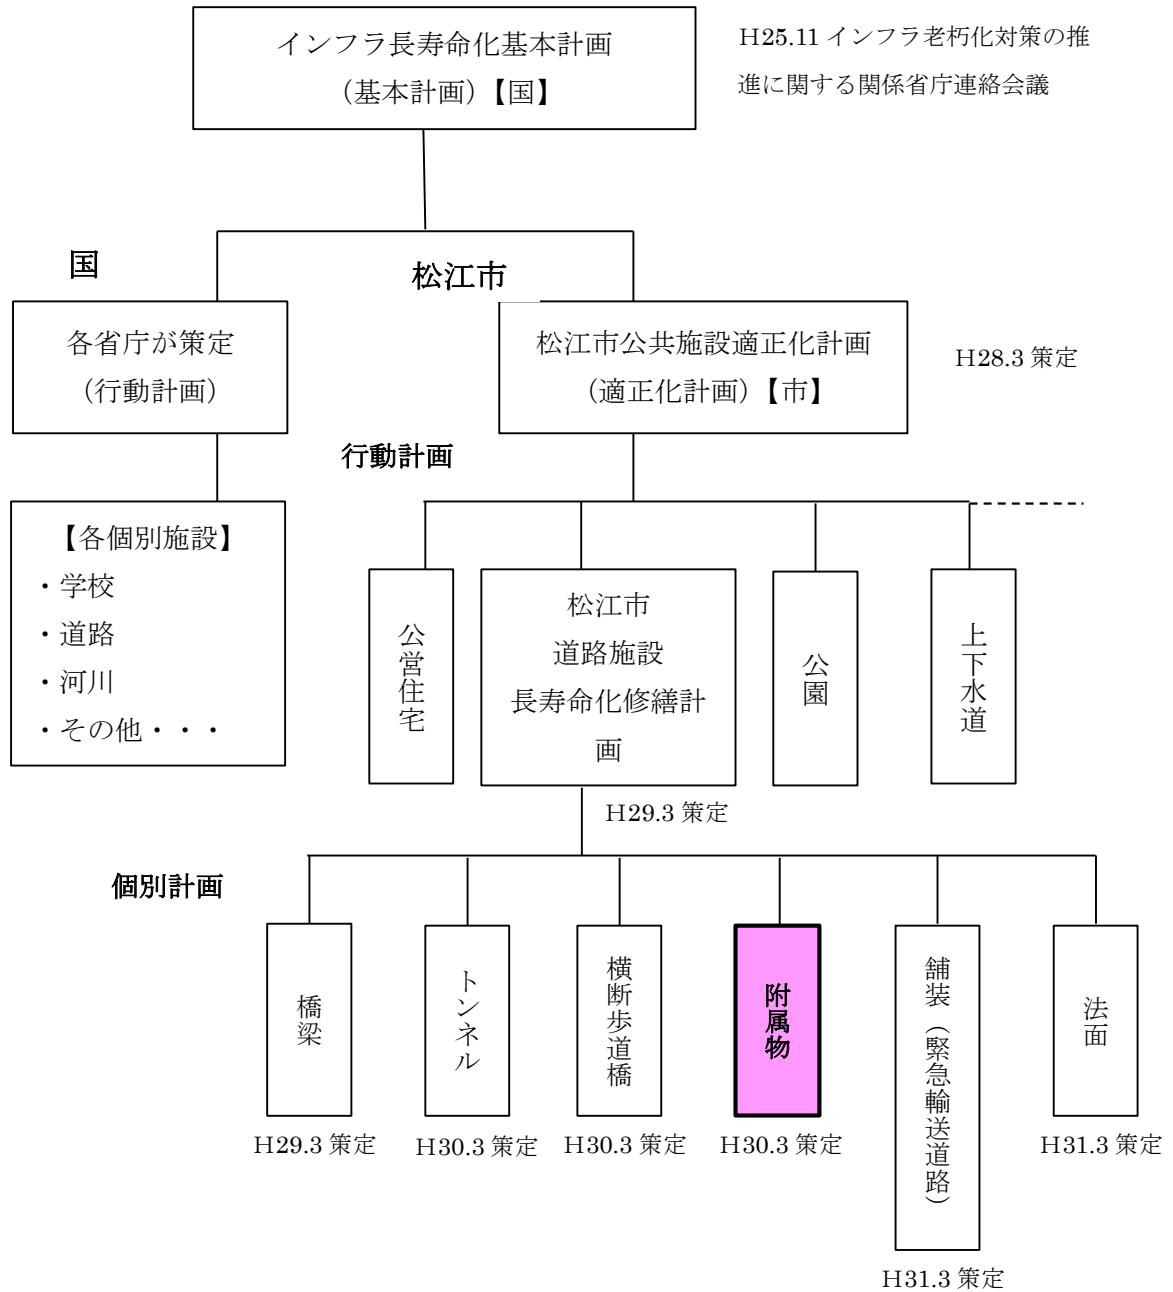 インフラ長寿命化基本計画
(基本計画)【国】
H25.11 インフラ老朽化対策の推
進に関する関係省庁連絡会議
国
松江市
各省庁が策定
(行動計画)
松江市公共施設適正化計画
(適正化計画)【市】
H28.3 策定
行動計画
【各個別施設】
・学校
・道路
・河川
・その他・・・
公営住宅
松江市
道路施設
長寿命化修繕計
画
公園
上下水道
H29.3 策定
個別計画
橋梁
トンネル
横断歩道橋
附属物
舗装(緊急輸送道路)
法面
H29.3 策定
H30.3 策定
H30.3 策定
H30.3 策定
H31.3 策定
H31.3 策定